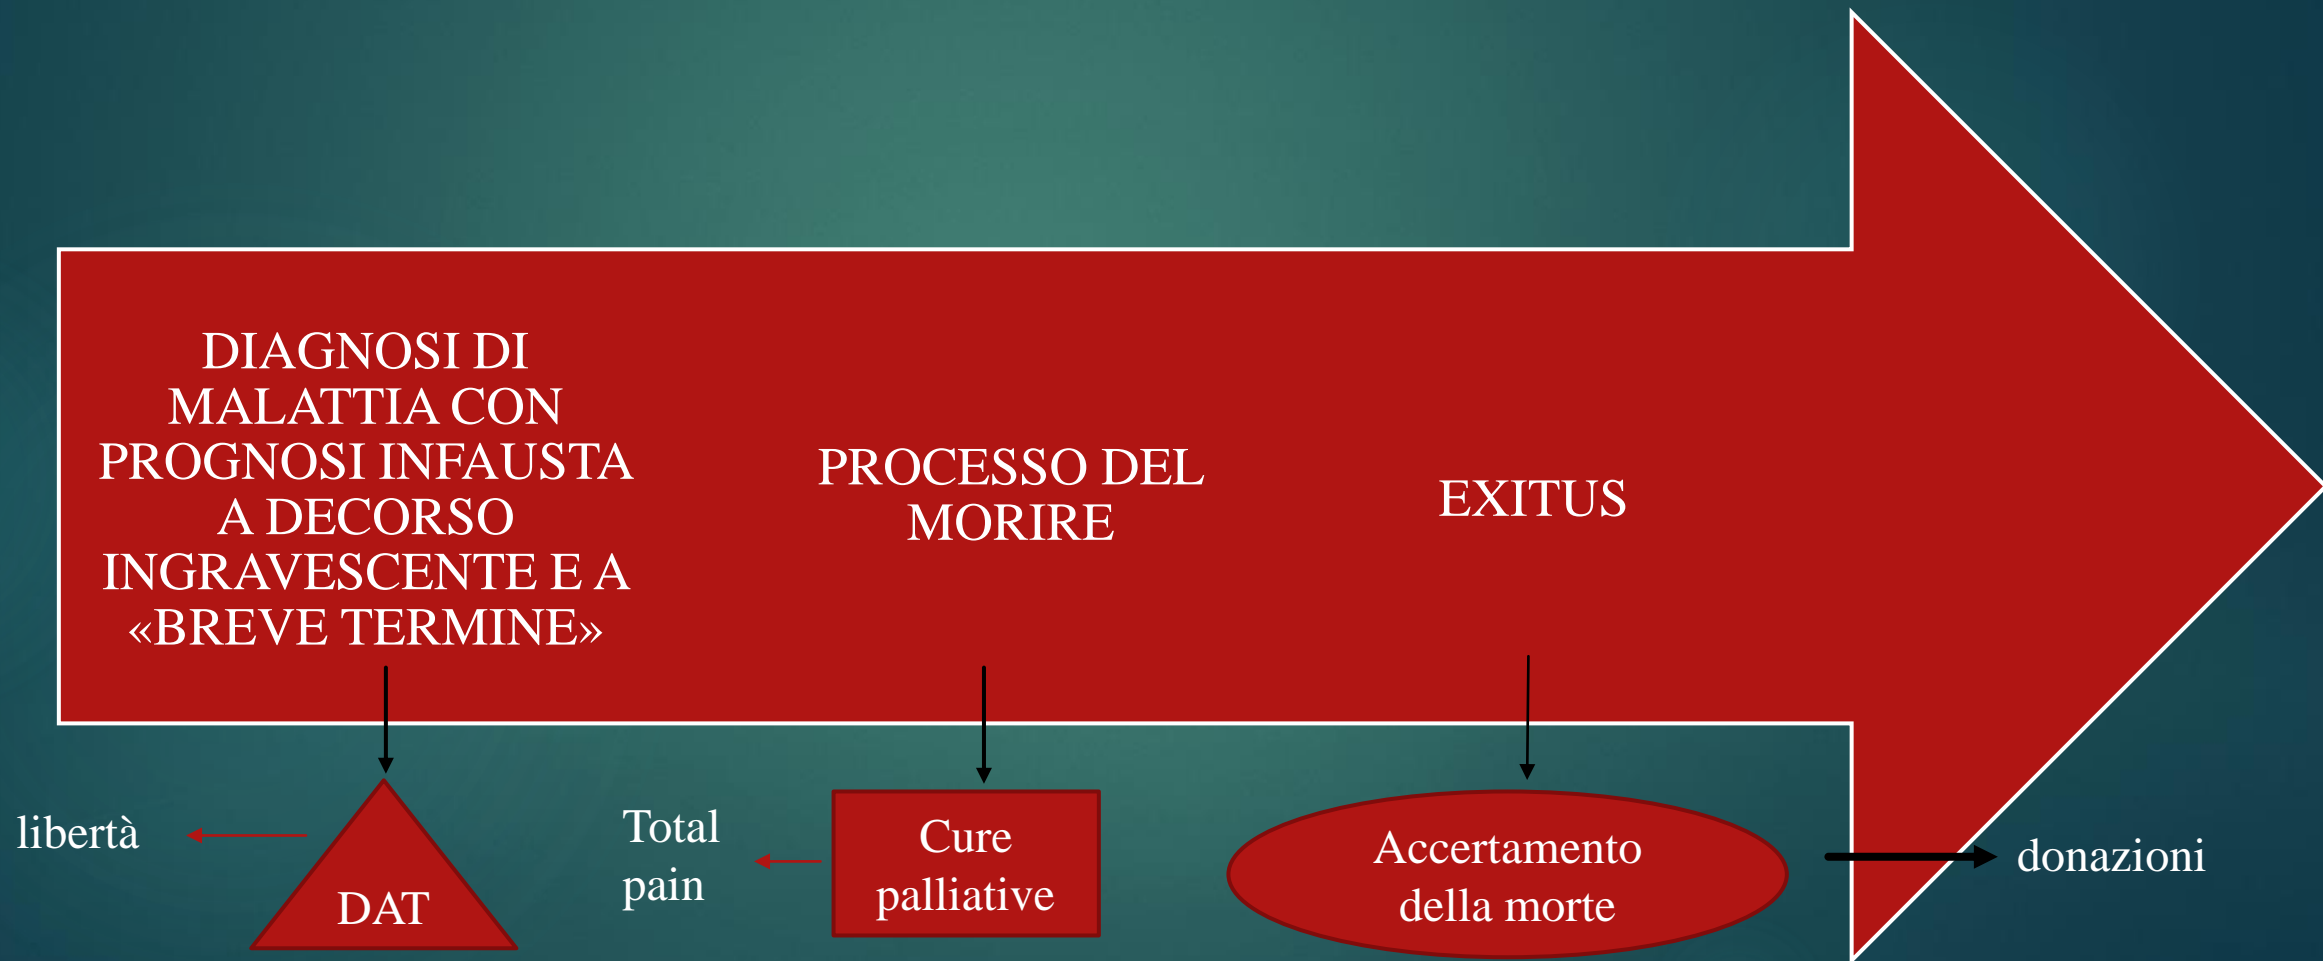 DIAGNOSI DI
MALATTIA CON
PROGNOSI INFAUSTA
A DECORSO
INGRAVESCENTE E A
«BREVE TERMINE»
PROCESSO DEL
MORIRE
EXITUS
libertà
DAT
Total
pain
Cure
palliative
Accertamento
della morte
donazioni